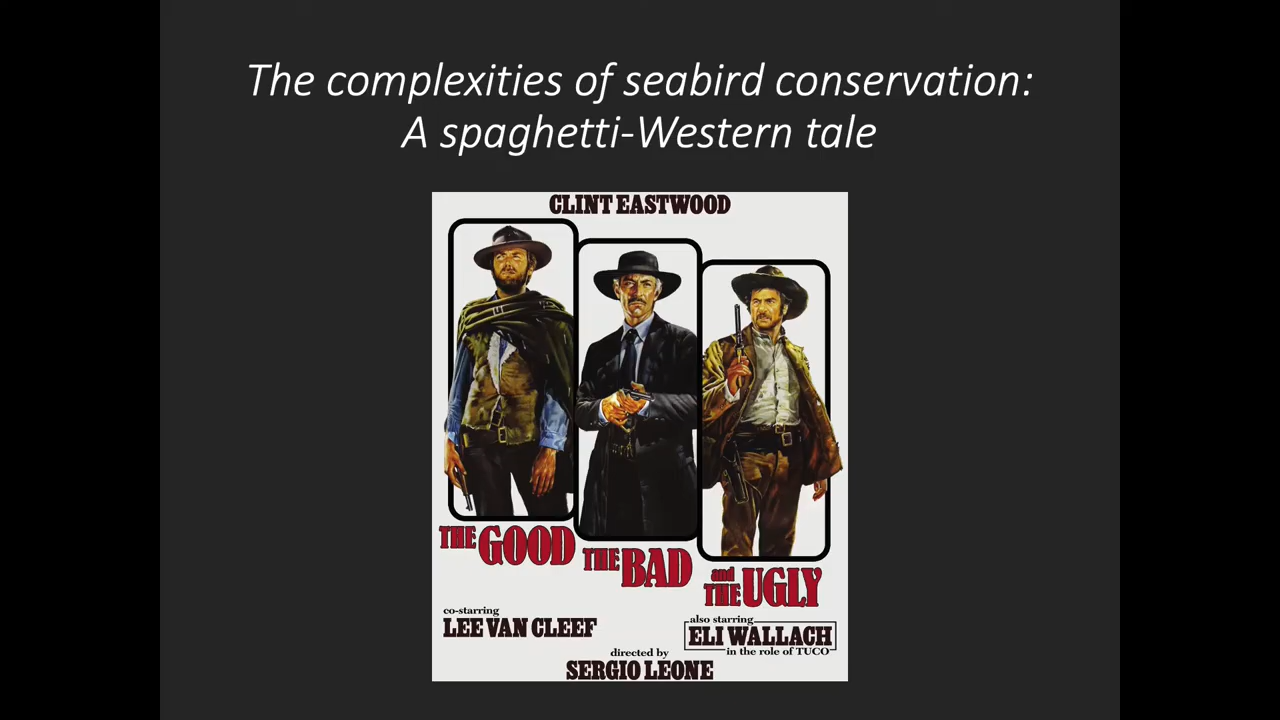 The complexities of seabird conservation:
A spaghetti-Western tale
CLINT EASTWOOD
THE GOOD
THE BAD
and THE UGLY
co-starring
LEE VAN CLEEF
also starring
ELI WALLACH
in the role of TUCO
directed by
SERGIO LEONE